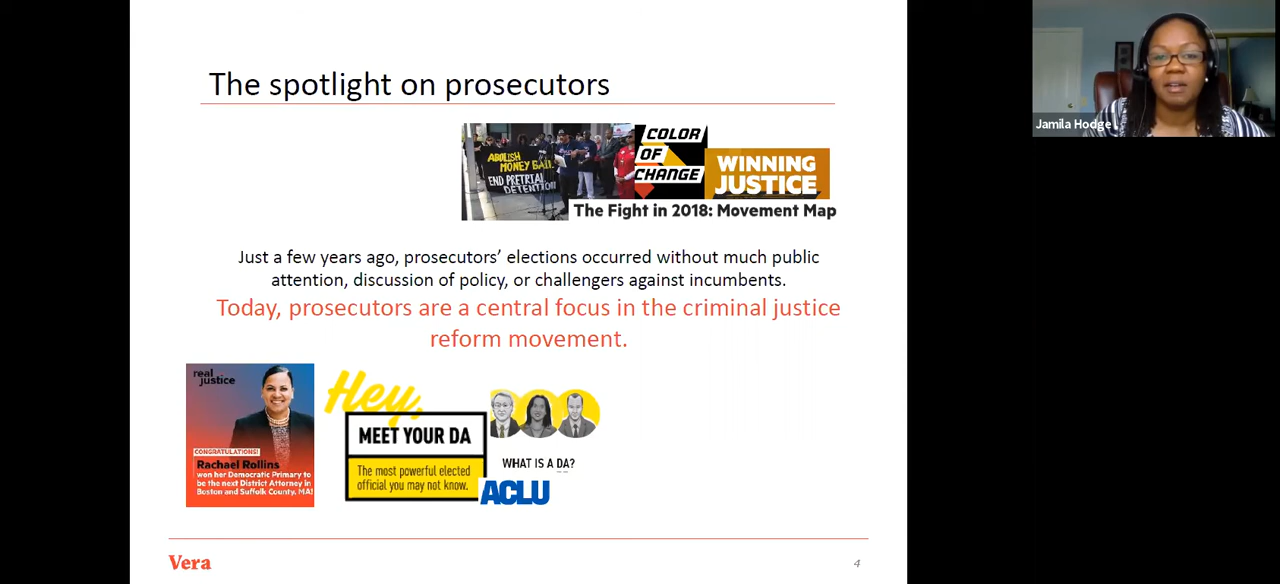 The spotlight on prosecutors
Jamila Hodge
ABOLISH
MONEY BAIL
END PRETRIAL
DETENTION
COLOR
OF
CHANGE
WINNING
JUSTICE
The Fight in 2018: Movement Map
Just a few years ago, prosecutors’ elections occurred without much public
attention, discussion of policy, or challengers against incumbents.
Today, prosecutors are a central focus in the criminal justice
reform movement.
real
justice
CONGRATULATIONS!
Rachael Rollins
won her Democratic Primary to
be the next District Attorney in
Boston and Suffolk County, MA!
Hey,
MEET YOUR DA
The most powerful elected
official you may not know.
WHAT IS A DA?
ACLU
Vera
4